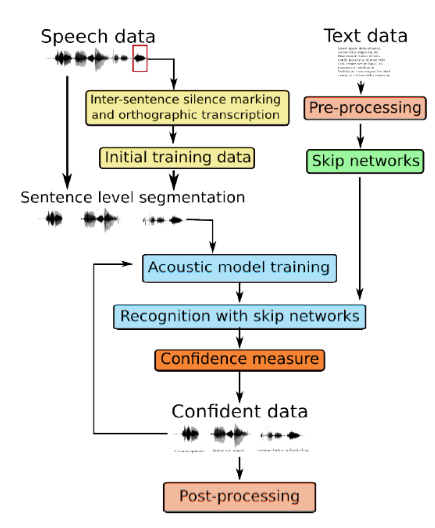 Speech data
Text data
Inter-sentence silence marking
and orthographic transcription
Pre-processing
Initial training data
Skip networks
Sentence level segmentation
Acoustic model training
Recognition with skip networks
Confidence measure
Confident data
Post-processing